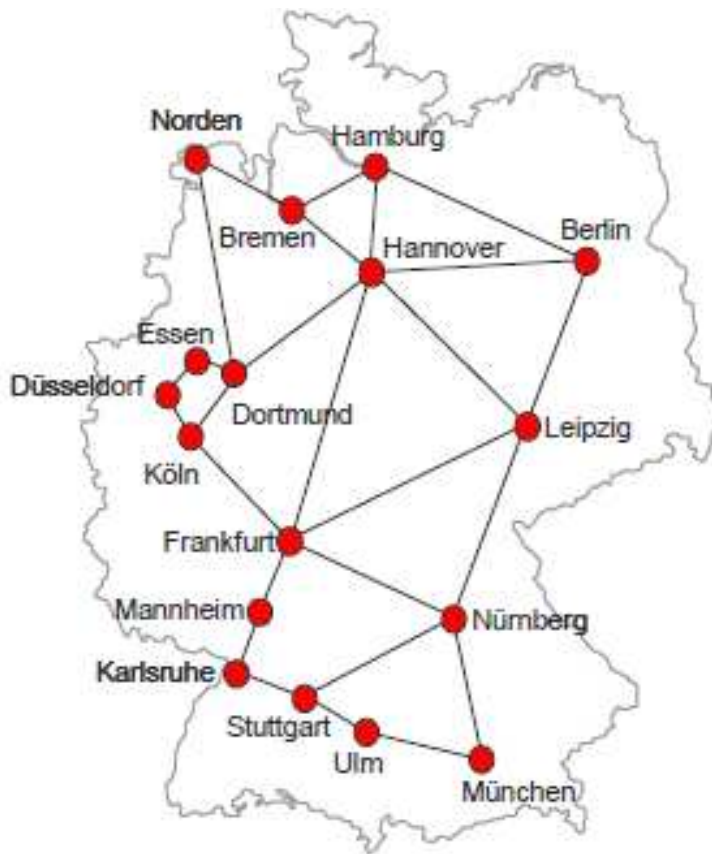 Norden
Hamburg
Bremen
Hannover
Berlin
Essen
Düsseldorf
Dortmund
Leipzig
Köln
Frankfurt
Mannheim
Nürnberg
Karlsruhe
Stuttgart
Ulm
München